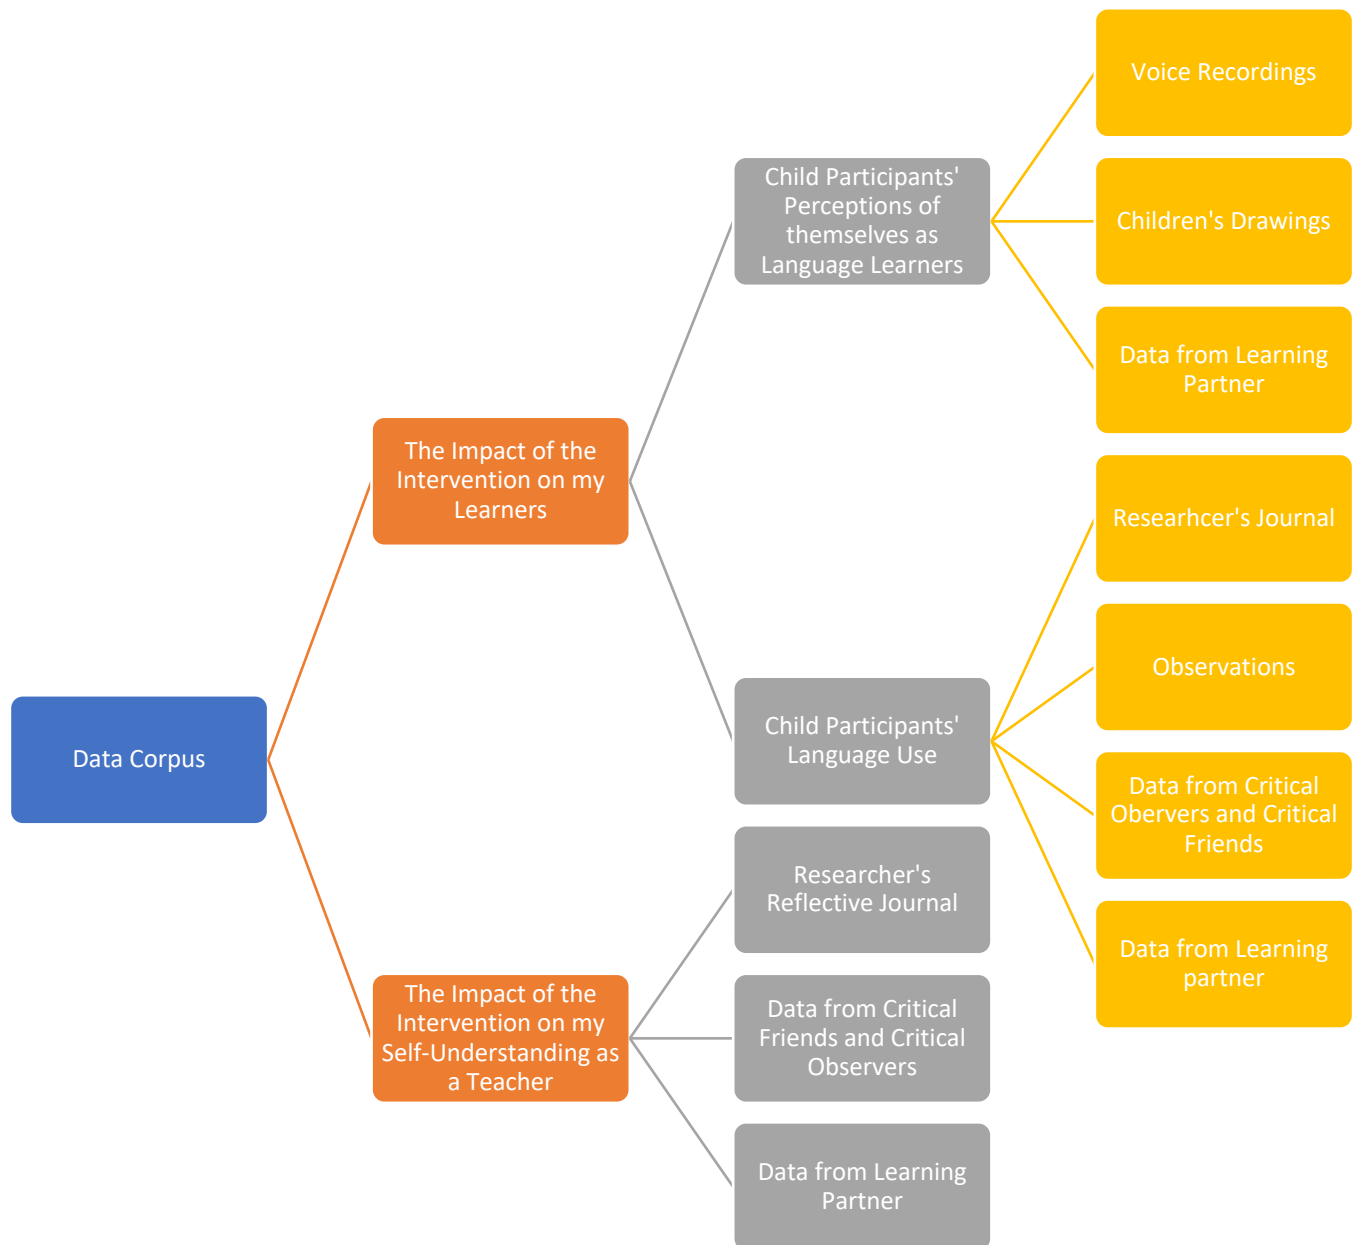 Data Corpus
The Impact of the
Intervention on my
Learners
Child Participants'
Perceptions of
themselves as
Language Learners
Voice Recordings
Children's Drawings
Data from Learning
Partner
Child Participants'
Language Use
Researhcer's Journal
Observations
Data from Critical
Obervers and Critical
Friends
Data from Learning
partner
The Impact of the
Intervention on my
Self-Understanding as
a Teacher
Researcher's
Reflective Journal
Data from Critical
Friends and Critical
Observers
Data from Learning
Partner